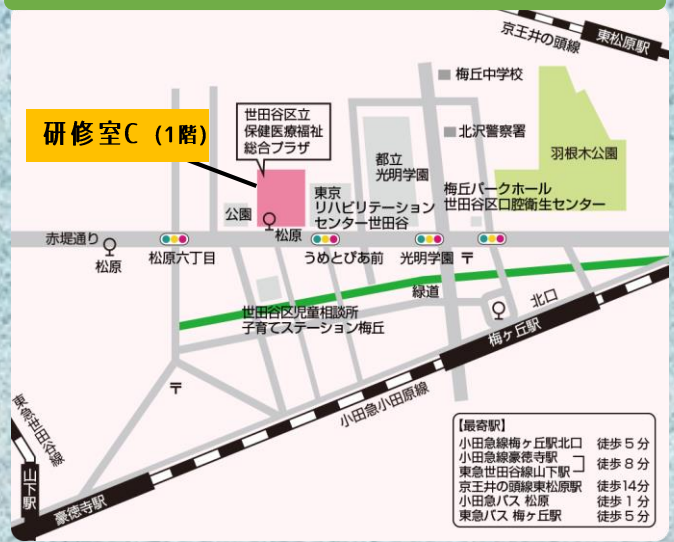 京王井の頭線
東松原駅
梅丘中学校
研修室C (1階)
世田谷区立
保健医療福祉
総合プラザ
北沢警察署
羽根木公園
都立
光明学園
梅丘パークホール
世田谷区口腔衛生センター
東京
リハビリテーション
センター世田谷
公園
松原
赤堤通り
松原
松原六丁目
うめとぴあ前
光明学園
〒
緑道
北口
世田谷区児童相談所
子育てステーション梅丘
梅ヶ丘駅
〒
小田急小田原線
東急世田谷線
山下駅
豪徳寺駅
【最寄駅】
小田急線梅ヶ丘駅北口 徒歩5分
小田急線豪徳寺駅
東急世田谷線山下駅 徒歩8分
京王井の頭線東松原駅 徒歩14分
小田急バス 松原 徒歩1分
東急バス 梅ヶ丘駅 徒歩5分